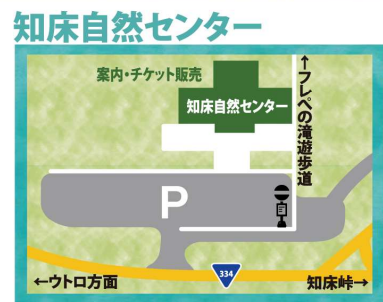 知床自然センター
案内・チケット販売
知床自然センター
↑フレペの滝遊歩道
P
334
←ウトロ方面
知床峠→